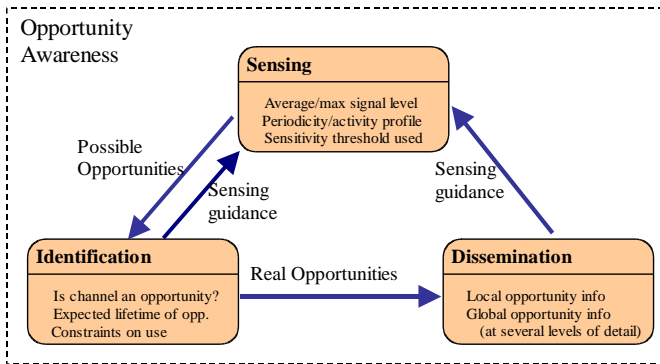 Opportunity
Awareness
Sensing
Average/max signal level
Periodicity/activity profile
Sensitivity threshold used
Possible
Opportunities
Sensing
guidance
Sensing
guidance
Identification
Is channel an opportunity?
Expected lifetime of opp.
Constraints on use
Real Opportunities
Dissemination
Local opportunity info
Global opportunity info
(at several levels of detail)